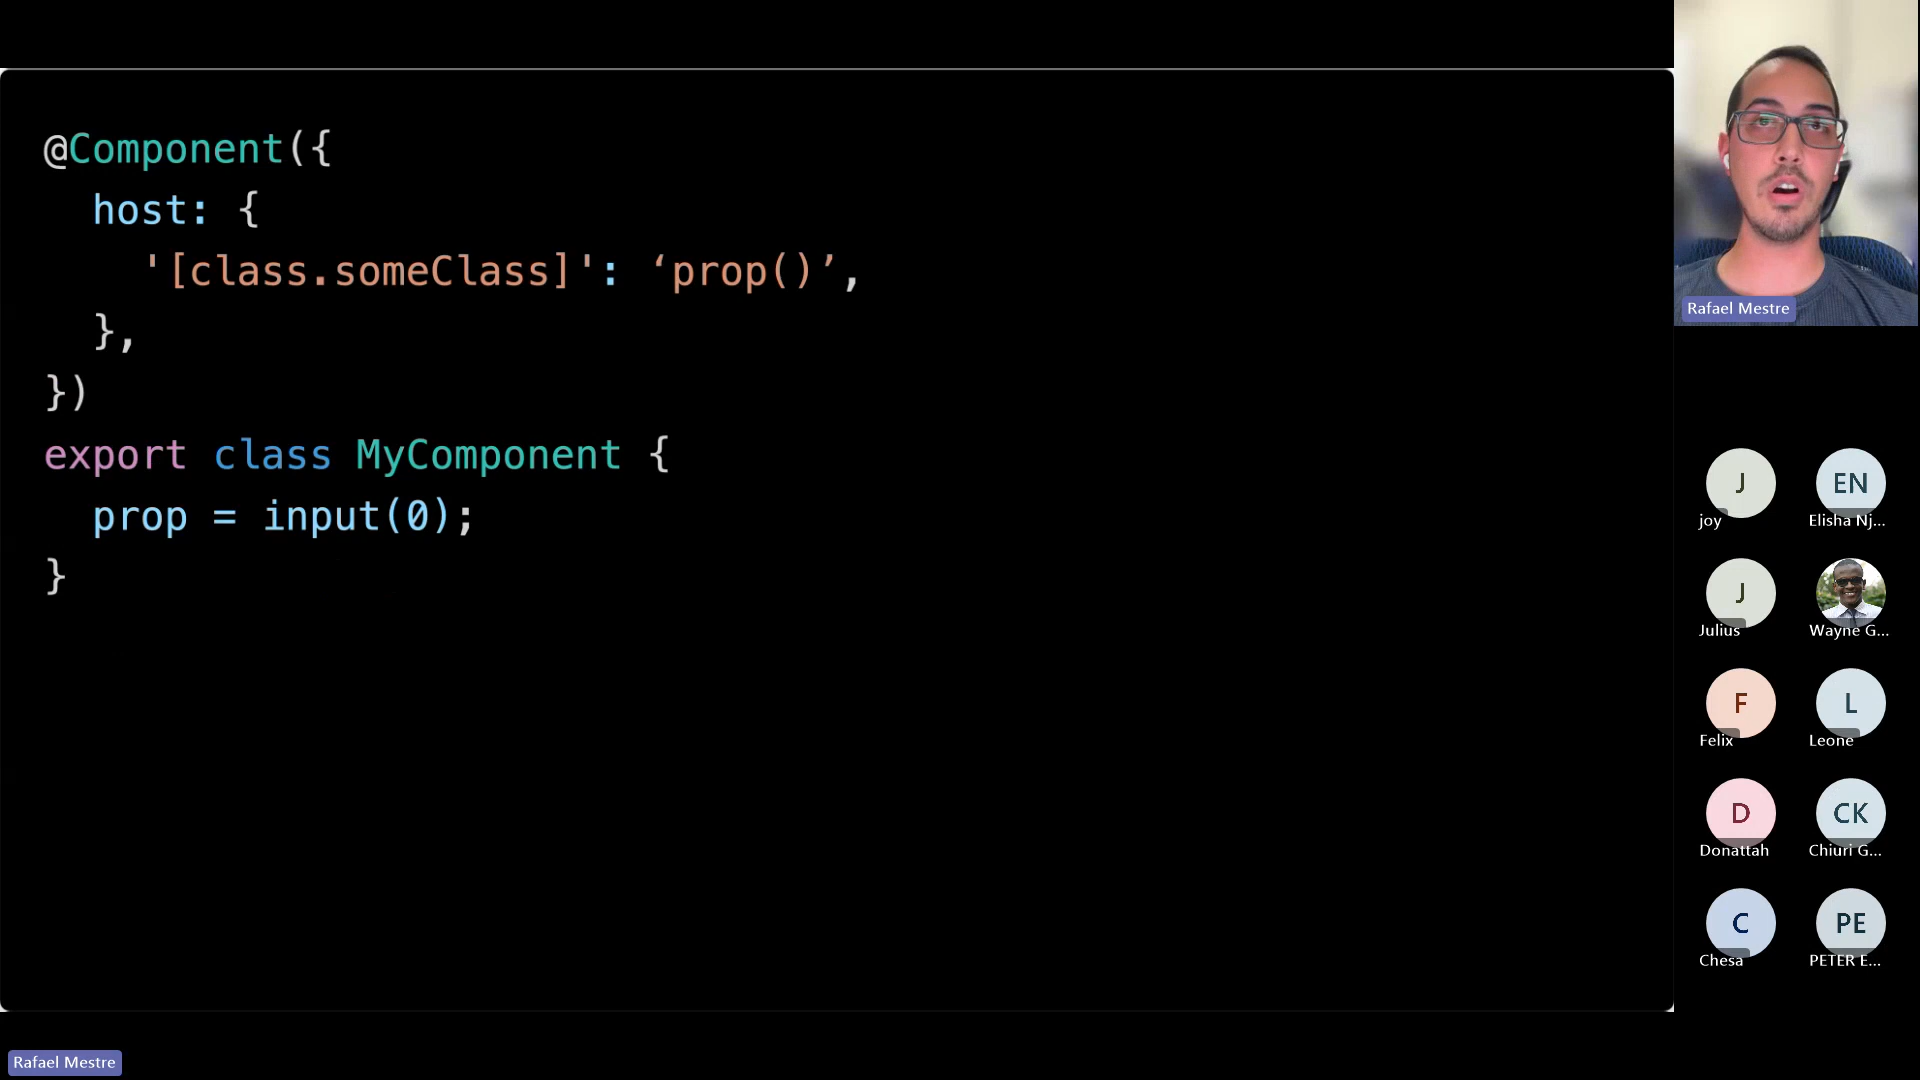 @Component({
  host: {
    '[class.someClass]': ‘prop()’,
  },
})
export class MyComponent {
  prop = input(0);
}
Rafael Mestre
J
joy
EN
Elisha Nj...
J
Julius
Wayne G...
F
Felix
L
Leone
D
Donattah
CK
Chiuri G...
C
Chesa
PE
PETER E...
Rafael Mestre